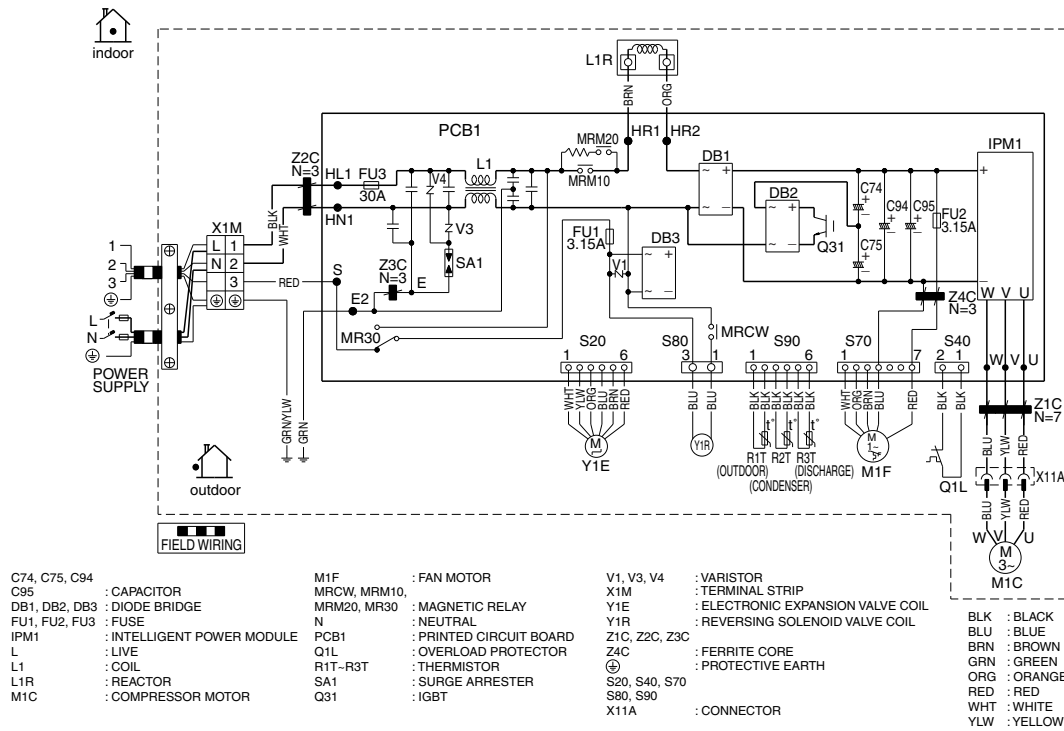 indoor
L1R
BRN
ORG
PCB1
HR1
HR2
MRM20
MRM10
IPM1
Z2C
N=3
HL1
FU3
30A
HN1
V4
L1
DB1
DB2
C74
C94
C95
FU2
3.15A
C75
Q31
BLK
WHT
X1M
L 1
N 2
3
1
2
3
RED
S
V3
SA1
Z3C
N=3
E
E2
FU1
3.15A
DB3
V1
Z4C
N=3
W V U
MR30
MRCW
L
N
POWER
SUPPLY
S20
1 6
S80
3 1
S90
1 6
S70
1 7
S40
2 1
W V U
Z1C
N=7
GRN/YLW
GRN
WHT
YLW
ORG
BLU
BRN
RED
BLU
BLU
BLK
BLK
BLK
BLK
BLK
BLK
WHT
ORG
BRN
BLU
RED
BLK
BLK
BLU
YLW
RED
M
Y1E
Y1R
t° t° t°
R1T R2T R3T
(OUTDOOR) (DISCHARGE)
(CONDENSER)
M
1~
M1F
Q1L
X11A
BLU
YLW
RED
W V U
M
3~
M1C
outdoor
FIELD WIRING
C74, C75, C94
C95 : CAPACITOR
DB1, DB2, DB3 : DIODE BRIDGE
FU1, FU2, FU3 : FUSE
IPM1 : INTELLIGENT POWER MODULE
L : LIVE
L1 : COIL
L1R : REACTOR
M1C : COMPRESSOR MOTOR
M1F : FAN MOTOR
MRCW, MRM10,
MRM20, MR30 : MAGNETIC RELAY
N : NEUTRAL
PCB1 : PRINTED CIRCUIT BOARD
Q1L : OVERLOAD PROTECTOR
R1T~R3T : THERMISTOR
SA1 : SURGE ARRESTER
Q31 : IGBT
V1, V3, V4 : VARISTOR
X1M : TERMINAL STRIP
Y1E : ELECTRONIC EXPANSION VALVE COIL
Y1R : REVERSING SOLENOID VALVE COIL
Z1C, Z2C, Z3C
Z4C : FERRITE CORE
: PROTECTIVE EARTH
S20, S40, S70
S80, S90
X11A : CONNECTOR
BLK : BLACK
BLU : BLUE
BRN : BROWN
GRN : GREEN
ORG : ORANGE
RED : RED
WHT : WHITE
YLW : YELLOW